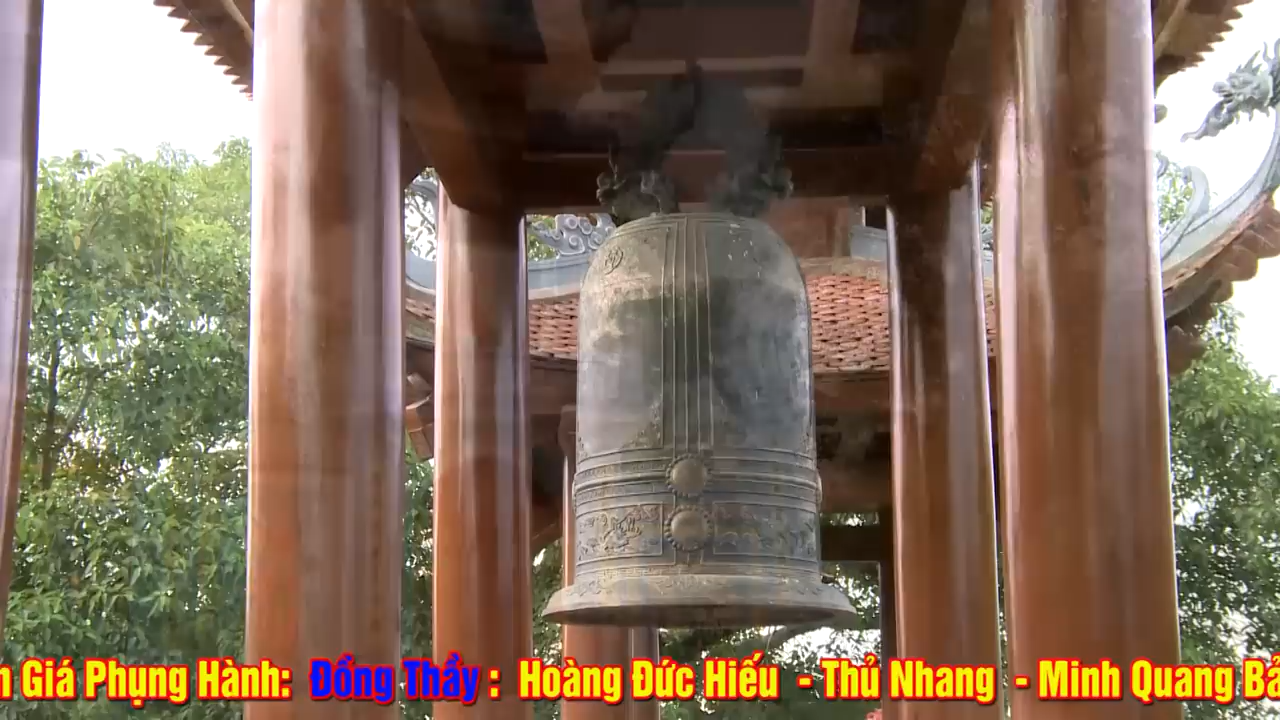 Giá Phụng Hành: Đồng Thầy : Hoàng Đức Hiếu - Thủ Nhang - Minh Quang